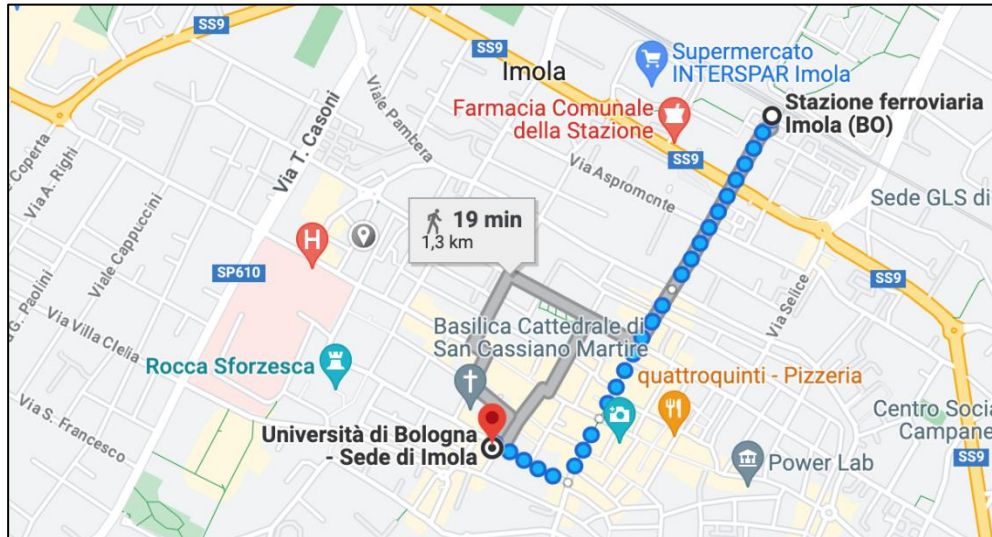 SS9
SS9
Imola
Supermercato
INTERSPAR Imola
Farmacia Comunale
della Stazione
Stazione ferroviaria
Imola (BO)
SS9
Viale Pambera
Via T. Casoni
Via Aspromonte
Sede GLS di
Via A. Righi
Viale Cappuccini
19 min
1,3 km
H
SP610
SS9
Via Selice
G. Paolini
Via Villa Clelia
Basilica Cattedrale di
San Cassiano Martire
Rocca Sforzesca
quattroquinti - Pizzeria
Via S. Francesco
Università di Bologna
- Sede di Imola
Centro Socia
Campane
Power Lab
SS9